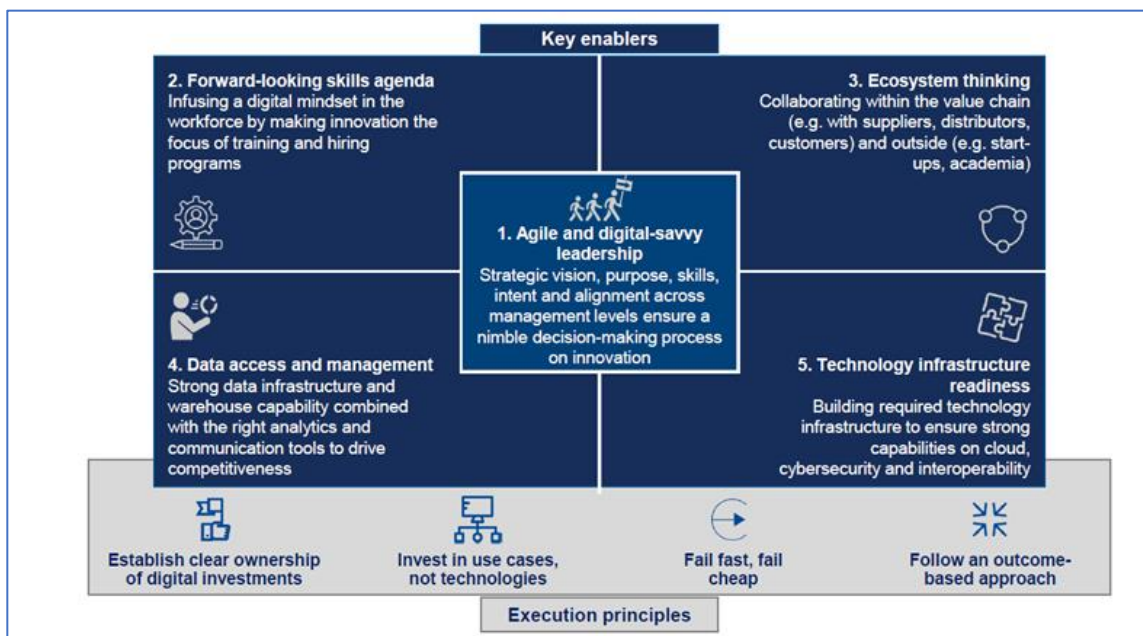 Key enablers
2. Forward-looking skills agenda
Infusing a digital mindset in the
workforce by making innovation the
focus of training and hiring
programs
3. Ecosystem thinking
Collaborating within the value chain
(e.g. with suppliers, distributors,
customers) and outside (e.g. start-
ups, academia)
1. Agile and digital-savvy
leadership
Strategic vision, purpose, skills,
intent and alignment across
management levels ensure a
nimble decision-making process
on innovation
4. Data access and management
Strong data infrastructure and
warehouse capability combined
with the right analytics and
communication tools to drive
competitiveness
5. Technology infrastructure
readiness
Building required technology
infrastructure to ensure strong
capabilities on cloud,
cybersecurity and interoperability
Establish clear ownership
of digital investments
Invest in use cases,
not technologies
Fail fast, fail
cheap
Follow an outcome-
based approach
Execution principles